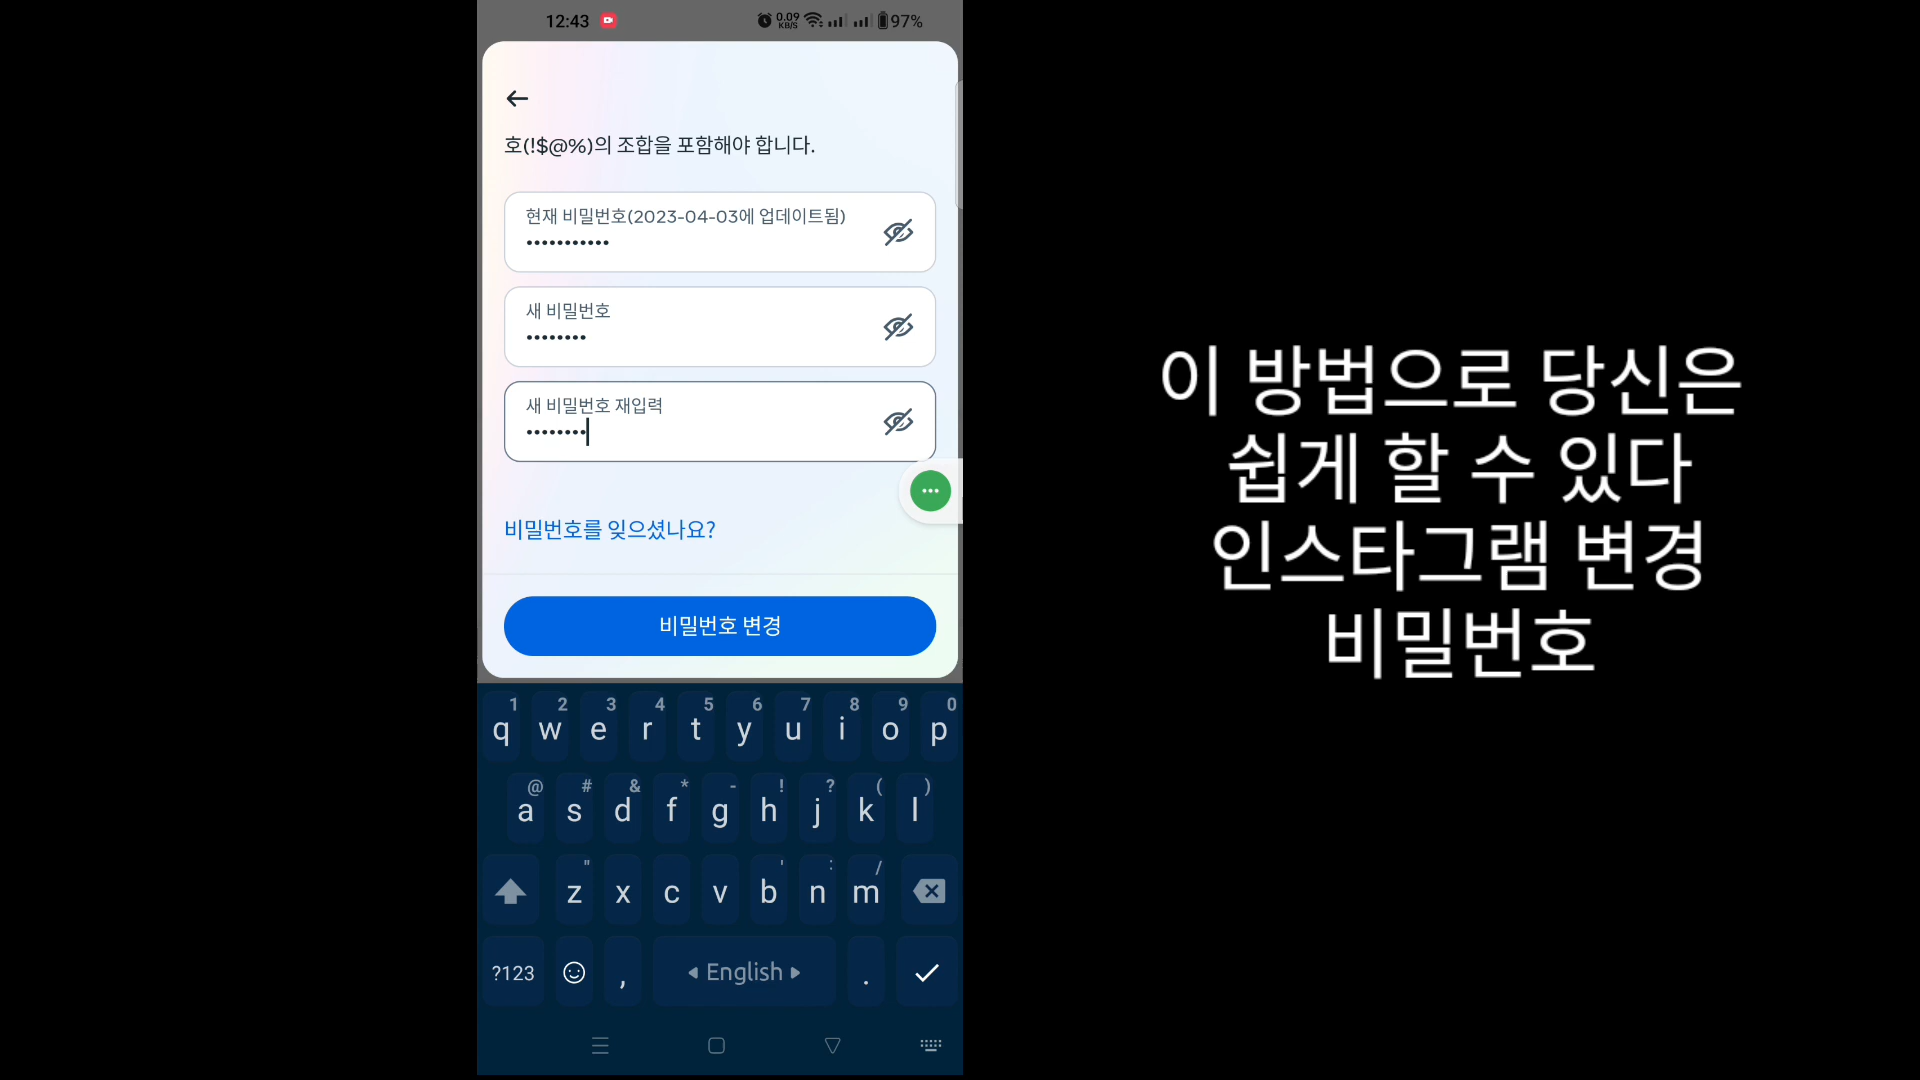 12:43
0.09
KB/S
97%
호(!$@%)의 조합을 포함해야 합니다.
현재 비밀번호(2023-04-03에 업데이트됨)
•••••••••••
새 비밀번호
••••••••
새 비밀번호 재입력
••••••••
비밀번호를 잊으셨나요?
비밀번호 변경
1 2 3 4 5 6 7 8 9 0
q w e r t y u i o p
@ # & * - ! ? ( )
a s d f g h j k l
" ' : /
z x c v b n m
?123 , English .
이 방법으로 당신은
쉽게 할 수 있다
인스타그램 변경
비밀번호